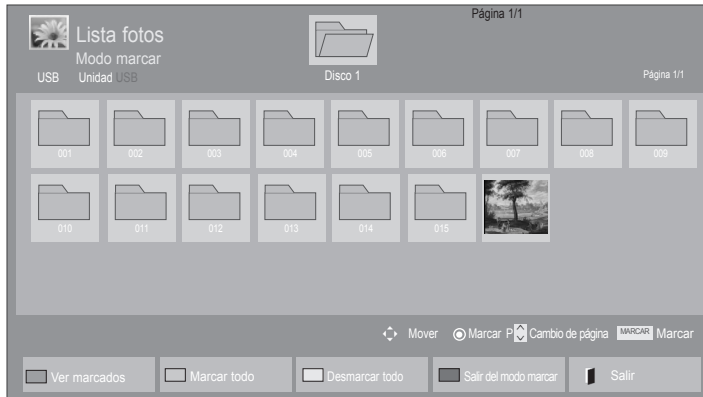 Página 1/1
Lista fotos
Modo marcar
USB Unidad USB
Disco 1
Página 1/1
001 002 003 004 005 006 007 008 009
010 011 012 013 014 015
Mover Marcar P Cambio de página MARCAR Marcar
Ver marcados Marcar todo Desmarcar todo Salir del modo marcar Salir